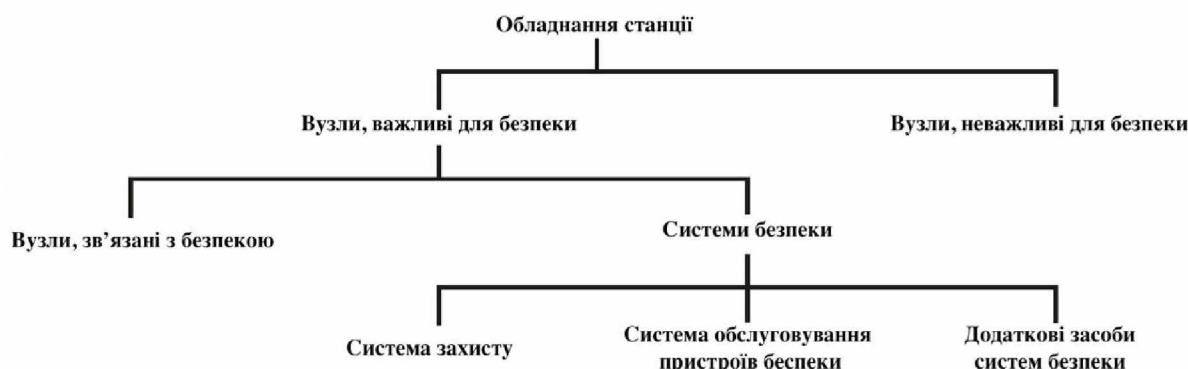 Обладнання станції
Вузли, важливі для безпеки
Вузли, неважливі для безпеки
Вузли, зв’язані з безпекою
Системи безпеки
Система захисту
Система обслуговування
пристроїв беспеки
Додаткові засоби
систем безпеки